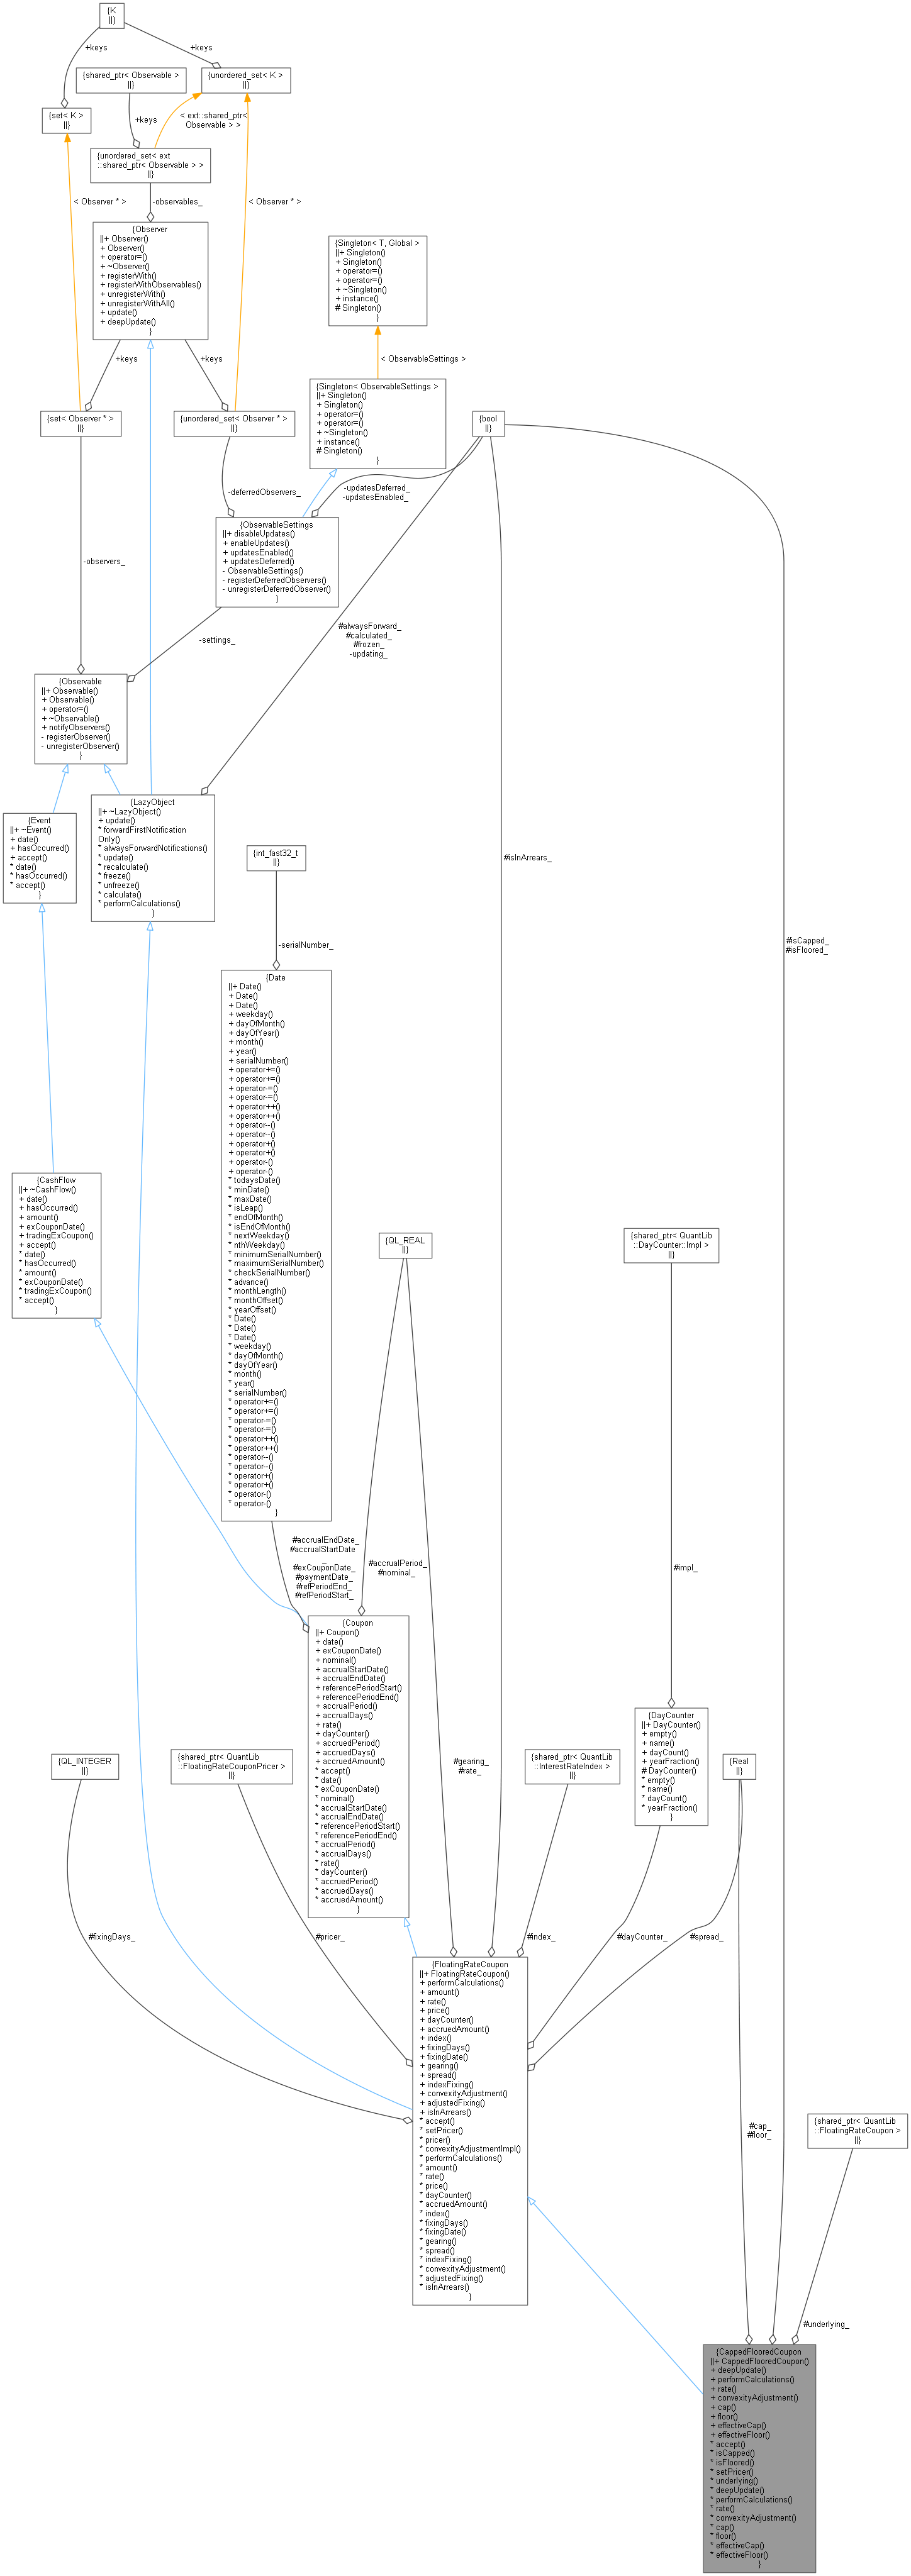 {K
||}
+keys
+keys
{shared_ptr< Observable >
||}
{unordered_set< K >
||}
{set< K >
||}
+keys
< ext::shared_ptr<
Observable > >
{unordered_set< ext
::shared_ptr< Observable > >
||}
< Observer * >
-observables_
< Observer * >
{Observer
||+ Observer()
+ Observer()
+ operator=()
+ ~Observer()
+ registerWith()
+ registerWithObservables()
+ unregisterWith()
+ unregisterWithAll()
+ update()
+ deepUpdate()
}
{Singleton< T, Global >
||+ Singleton()
+ Singleton()
+ operator=()
+ operator=()
+ ~Singleton()
+ instance()
# Singleton()
}
+keys
+keys
< ObservableSettings >
{Singleton< ObservableSettings >
||+ Singleton()
+ Singleton()
+ operator=()
+ operator=()
+ ~Singleton()
+ instance()
# Singleton()
}
{set< Observer * >
||}
{unordered_set< Observer * >
||}
{bool
||}
-deferredObservers_
-updatesDeferred_
-updatesEnabled_
{ObservableSettings
||+ disableUpdates()
+ enableUpdates()
+ updatesEnabled()
+ updatesDeferred()
- ObservableSettings()
- registerDeferredObservers()
- unregisterDeferredObserver()
}
-observers_
-settings_
#alwaysForward_
#calculated_
#frozen_
-updating_
{Observable
||+ Observable()
+ Observable()
+ operator=()
+ ~Observable()
+ notifyObservers()
- registerObserver()
- unregisterObserver()
}
{Event
||+ ~Event()
+ date()
+ hasOccurred()
+ accept()
* date()
* hasOccurred()
* accept()
}
{LazyObject
||+ ~LazyObject()
+ update()
* forwardFirstNotification
Only()
* alwaysForwardNotifications()
* update()
* recalculate()
* freeze()
* unfreeze()
* calculate()
* performCalculations()
}
{int_fast32_t
||}
#isInArrears_
-serialNumber_
#isCapped_
#isFloored_
{Date
||+ Date()
+ Date()
+ Date()
+ weekday()
+ dayOfMonth()
+ dayOfYear()
+ month()
+ year()
+ serialNumber()
+ operator+=()
+ operator+=()
+ operator-=()
+ operator-=()
+ operator++()
+ operator++()
+ operator--()
+ operator--()
+ operator+()
+ operator+()
+ operator-()
+ operator-()
* todaysDate()
* minDate()
* maxDate()
* isLeap()
* endOfMonth()
* isEndOfMonth()
* nextWeekday()
* nthWeekday()
* minimumSerialNumber()
* maximumSerialNumber()
* checkSerialNumber()
* advance()
* monthLength()
* monthOffset()
* yearOffset()
* Date()
* Date()
* Date()
* weekday()
* dayOfMonth()
* dayOfYear()
* month()
* year()
* serialNumber()
* operator+=()
* operator+=()
* operator-=()
* operator-=()
* operator++()
* operator++()
* operator--()
* operator--()
* operator+()
* operator+()
* operator-()
* operator-()
}
{CashFlow
||+ ~CashFlow()
+ date()
+ hasOccurred()
+ amount()
+ exCouponDate()
+ tradingExCoupon()
+ accept()
* date()
* hasOccurred()
* amount()
* exCouponDate()
* tradingExCoupon()
* accept()
}
{QL_REAL
||}
{shared_ptr< QuantLib
::DayCounter::Impl >
||}
#accrualEndDate_
#accrualStartDate
_
#exCouponDate_
#paymentDate_
#refPeriodEnd_
#refPeriodStart_
#accrualPeriod_
#nominal_
#impl_
{Coupon
||+ Coupon()
+ date()
+ exCouponDate()
+ nominal()
+ accrualStartDate()
+ accrualEndDate()
+ referencePeriodStart()
+ referencePeriodEnd()
+ accrualPeriod()
+ accrualDays()
+ rate()
+ dayCounter()
+ accruedPeriod()
+ accruedDays()
+ accruedAmount()
* accept()
* date()
* exCouponDate()
* nominal()
* accrualStartDate()
* accrualEndDate()
* referencePeriodStart()
* referencePeriodEnd()
* accrualPeriod()
* accrualDays()
* rate()
* dayCounter()
* accruedPeriod()
* accruedDays()
* accruedAmount()
}
{DayCounter
||+ DayCounter()
+ empty()
+ name()
+ dayCount()
+ yearFraction()
# DayCounter()
* empty()
* name()
* dayCount()
* yearFraction()
}
{QL_INTEGER
||}
{shared_ptr< QuantLib
::FloatingRateCouponPricer >
||}
#gearing_
#rate_
{shared_ptr< QuantLib
::InterestRateIndex >
||}
{Real
||}
#fixingDays_
#pricer_
#index_
#dayCounter_
#spread_
{FloatingRateCoupon
||+ FloatingRateCoupon()
+ performCalculations()
+ amount()
+ rate()
+ price()
+ dayCounter()
+ accruedAmount()
+ index()
+ fixingDays()
+ fixingDate()
+ gearing()
+ spread()
+ indexFixing()
+ convexityAdjustment()
+ adjustedFixing()
+ isInArrears()
* accept()
* setPricer()
* pricer()
* convexityAdjustmentImpl()
* performCalculations()
* amount()
* rate()
* price()
* dayCounter()
* accruedAmount()
* index()
* fixingDays()
* fixingDate()
* gearing()
* spread()
* indexFixing()
* convexityAdjustment()
* adjustedFixing()
* isInArrears()
}
#cap_
#floor_
{shared_ptr< QuantLib
::FloatingRateCoupon >
||}
#underlying_
{CappedFlooredCoupon
||+ CappedFlooredCoupon()
+ deepUpdate()
+ performCalculations()
+ rate()
+ convexityAdjustment()
+ cap()
+ floor()
+ effectiveCap()
+ effectiveFloor()
* accept()
* isCapped()
* isFloored()
* setPricer()
* underlying()
* deepUpdate()
* performCalculations()
* rate()
* convexityAdjustment()
* cap()
* floor()
* effectiveCap()
* effectiveFloor()
}